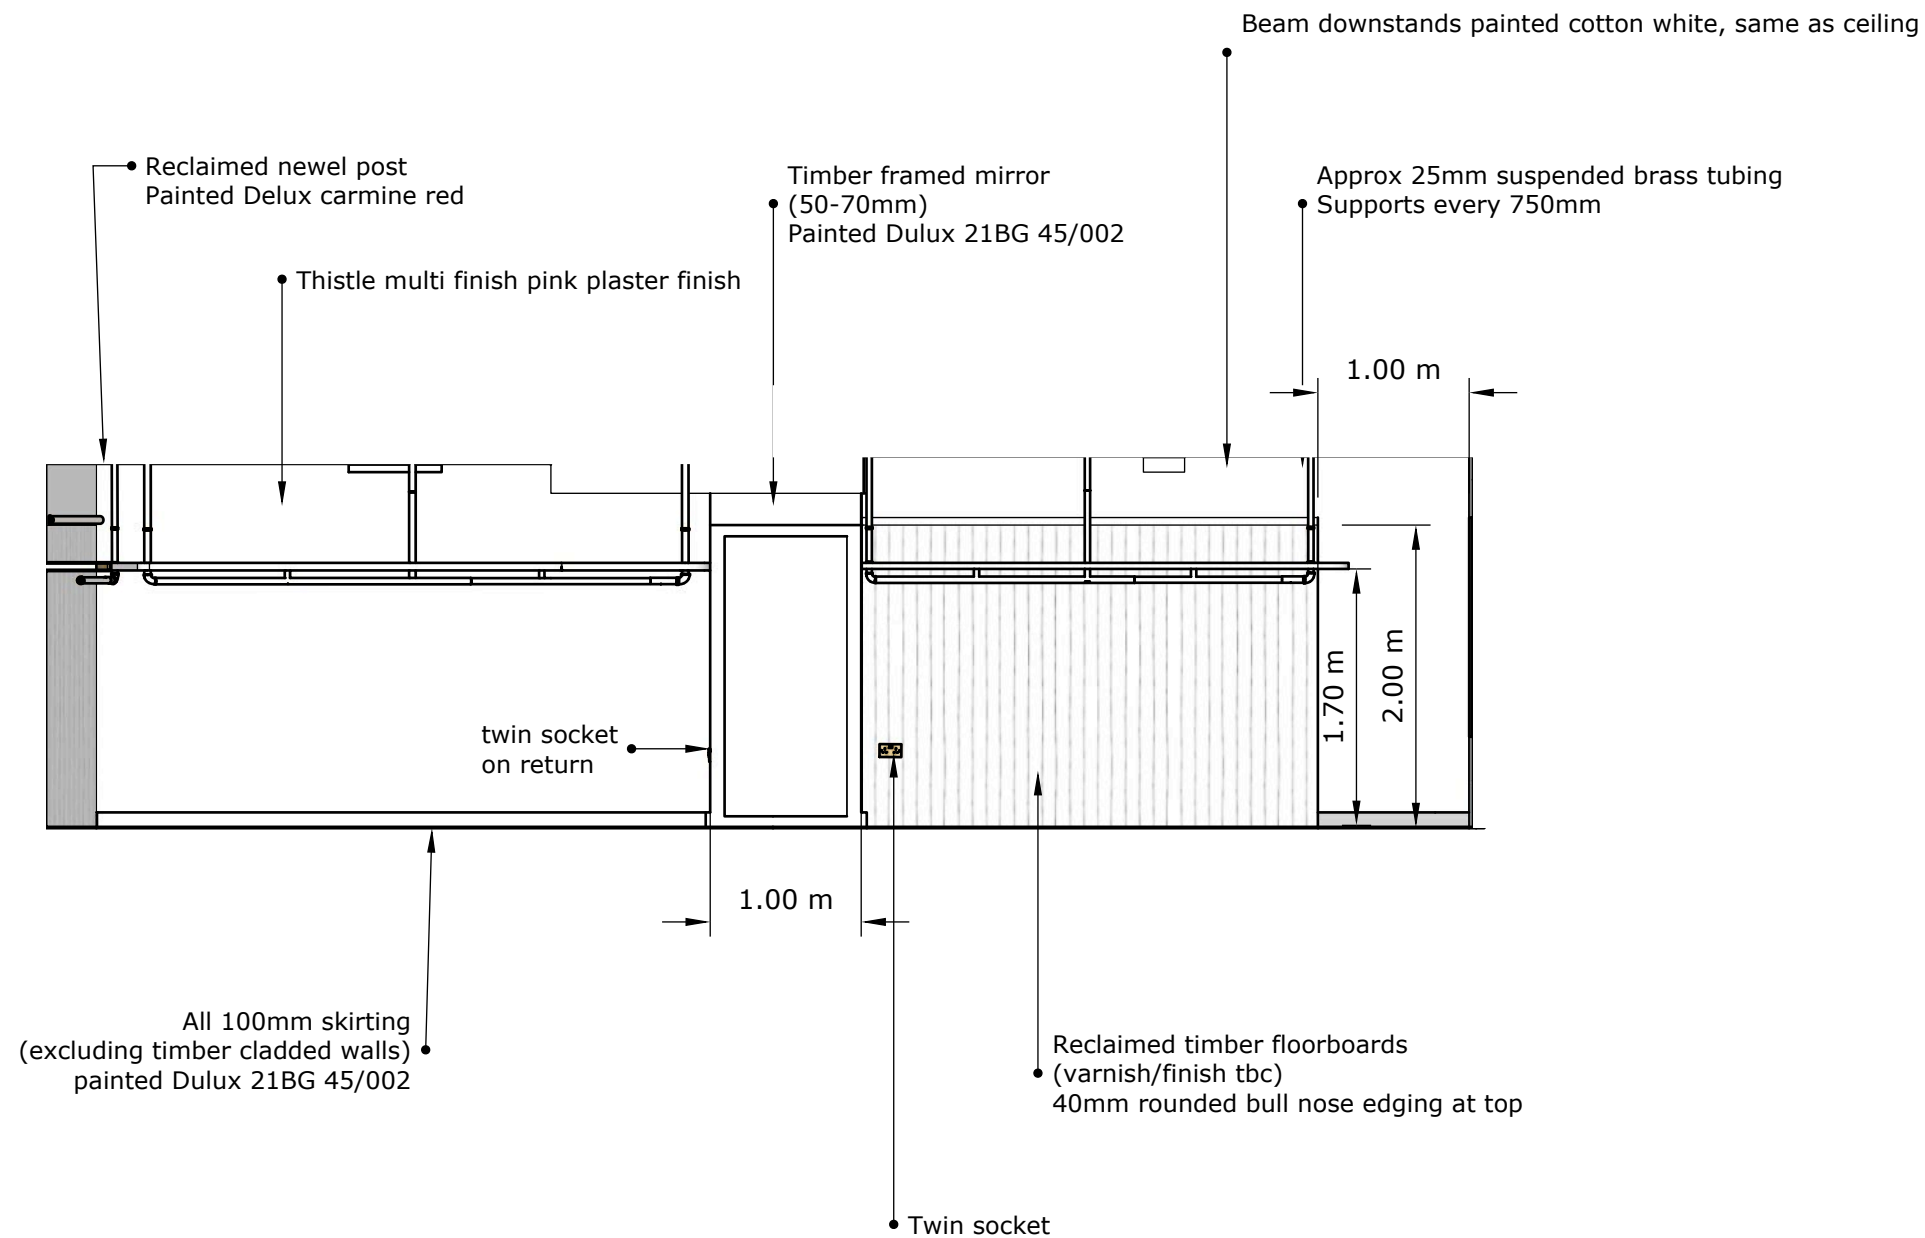 Beam downstands painted cotton white, same as ceiling
Reclaimed newel post
Painted Delux carmine red
Timber framed mirror
(50-70mm)
Painted Dulux 21BG 45/002
Approx 25mm suspended brass tubing
Supports every 750mm
Thistle multi finish pink plaster finish
1.00 m
1.70 m
2.00 m
twin socket
on return
1.00 m
All 100mm skirting
(excluding timber cladded walls)
painted Dulux 21BG 45/002
Reclaimed timber floorboards
(varnish/finish tbc)
40mm rounded bull nose edging at top
Twin socket